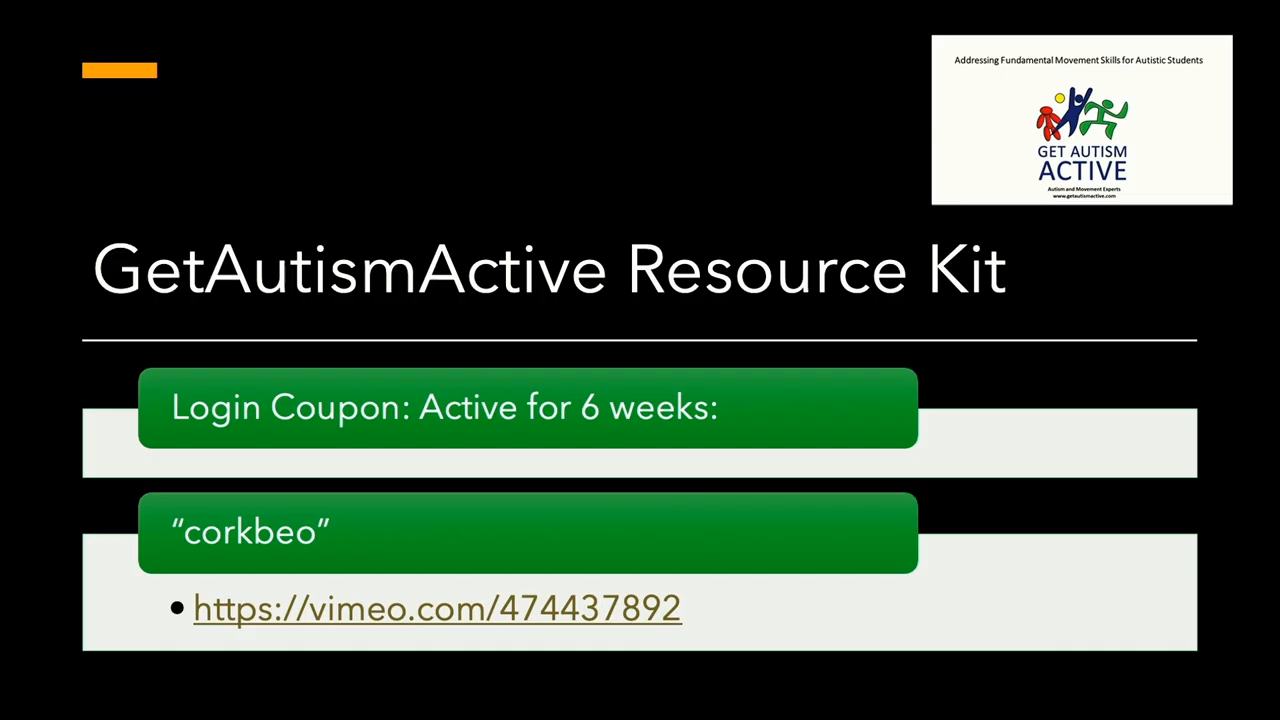 Addressing Fundamental Movement Skills for Autistic Students
GET AUTISM
ACTIVE
Autism and Movement Experts
www.getautismactive.com
GetAutismActive Resource Kit
Login Coupon: Active for 6 weeks:
“corkbeo”
• https://vimeo.com/474437892